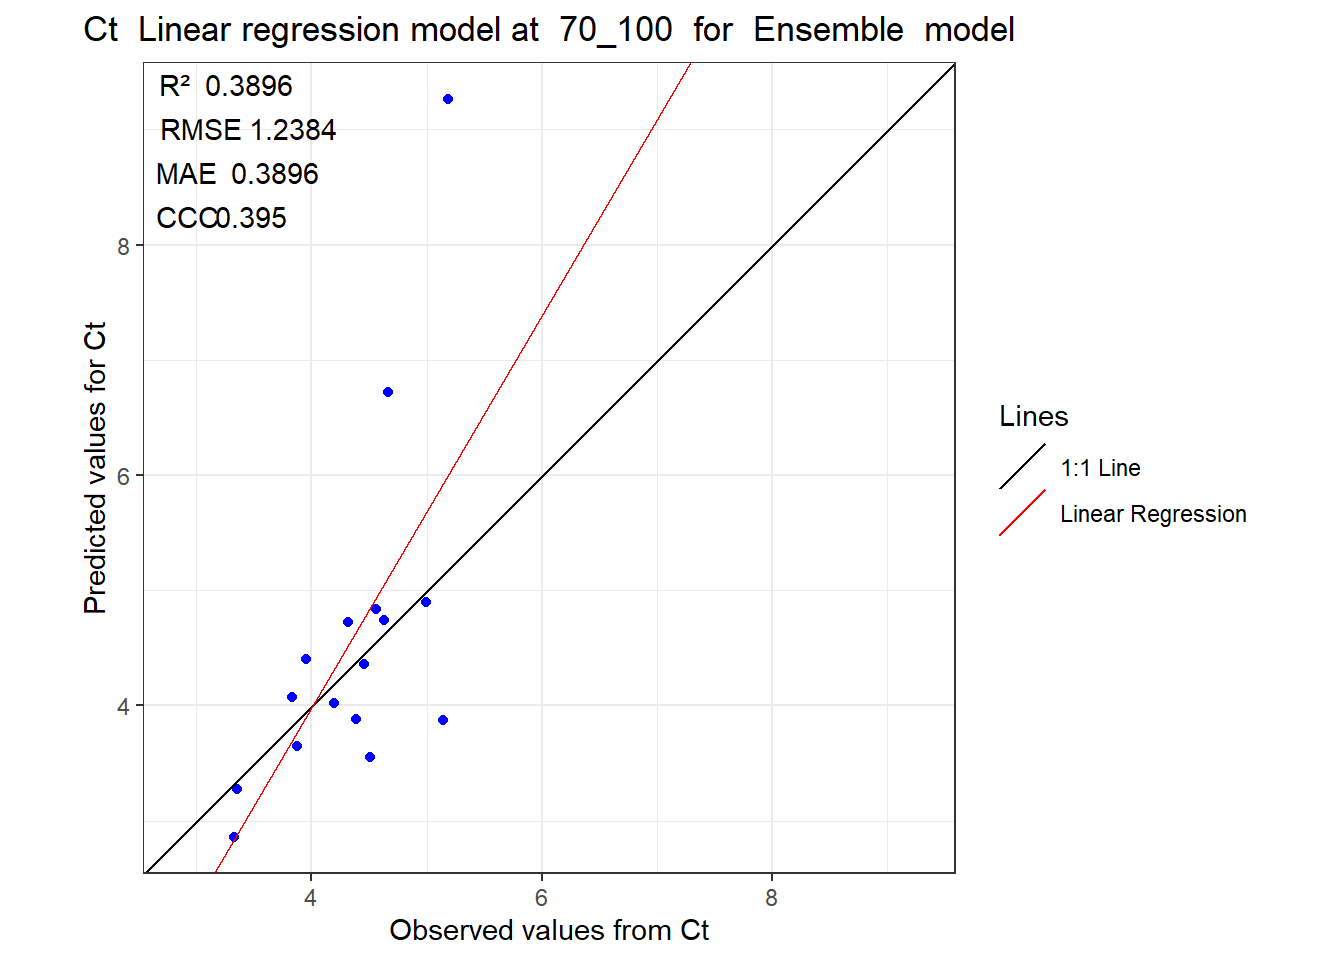 Ct Linear regression model at 70_100 for Ensemble model
R² 0.3896
RMSE 1.2384
MAE 0.3896
CCC0.395
8
6
4
Predicted values for Ct
4 6 8
Observed values from Ct
Lines
1:1 Line
Linear Regression